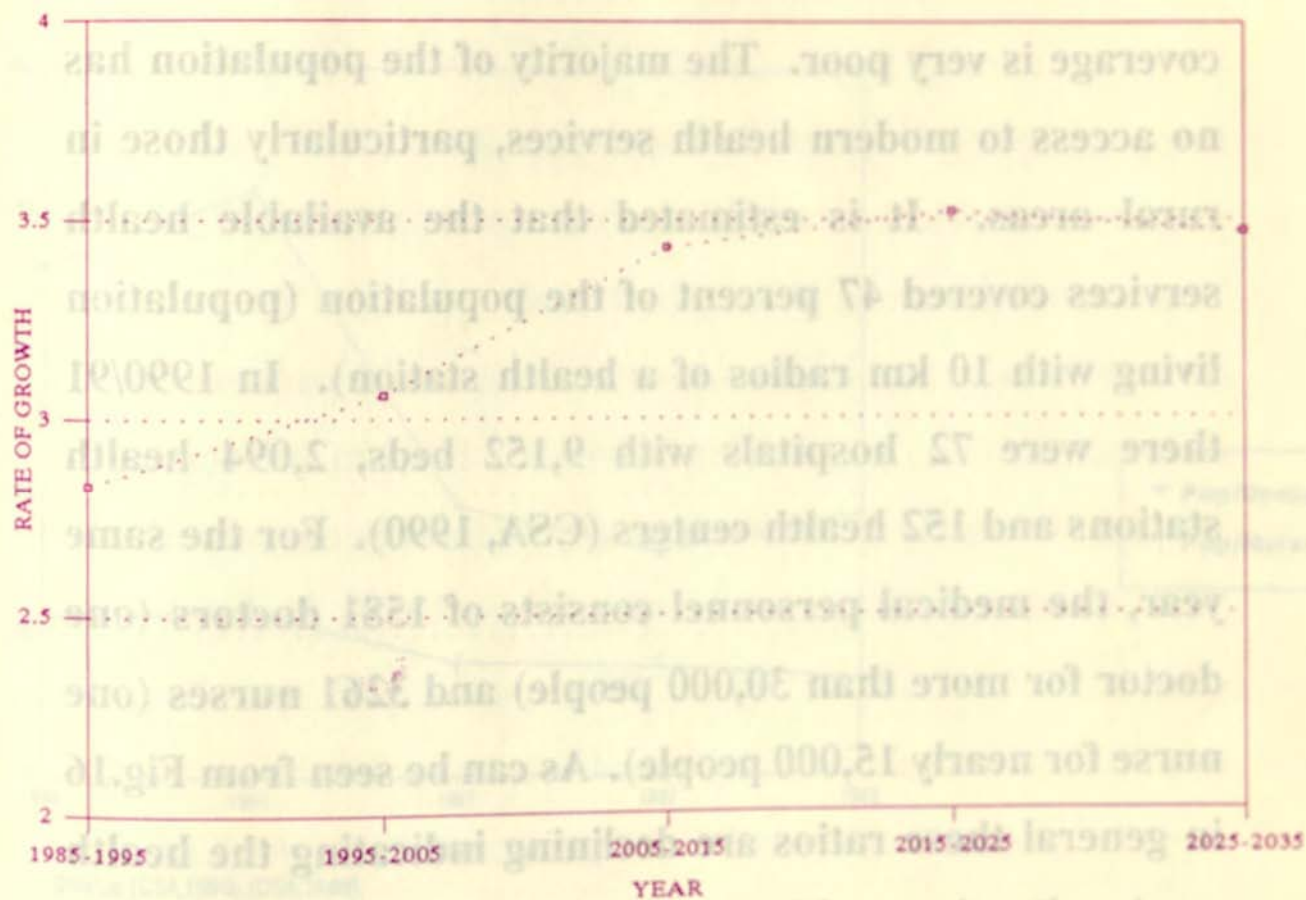 4
3.5
3
2.5
2
RATE OF GROWTH
1985-1995
1995-2005
2005-2015
2015-2025
2025-2035
YEAR
coverage is very poor. The majority of the population has
no access to modern health services, particularly those in
rural areas. It is estimated that the available health
services covered 47 percent of the population (population
living with 10 km radios of a health station). In 1990/91
there were 72 hospitals with 9,152 beds, 2,094 health
stations and 152 health centers (CSA, 1990). For the same
year, the medical personnel consists of 1581 doctors (one
doctor for more than 30,000 people) and 3261 nurses (one
nurse for nearly 15,000 people). As can be seen from Fig.16
in general these ratios are declining indicating the health